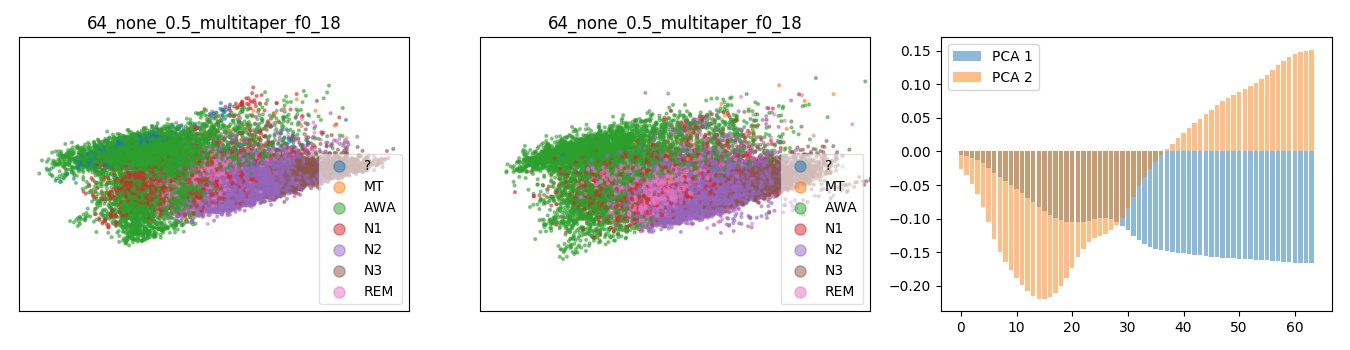 64_none_0.5_multitaper_f0_18
?
MT
AWA
N1
N2
N3
REM
64_none_0.5_multitaper_f0_18
?
MT
AWA
N1
N2
N3
REM
PCA 1
PCA 2
0.15
0.10
0.05
0.00
−0.05
−0.10
−0.15
−0.20
0 10 20 30 40 50 60